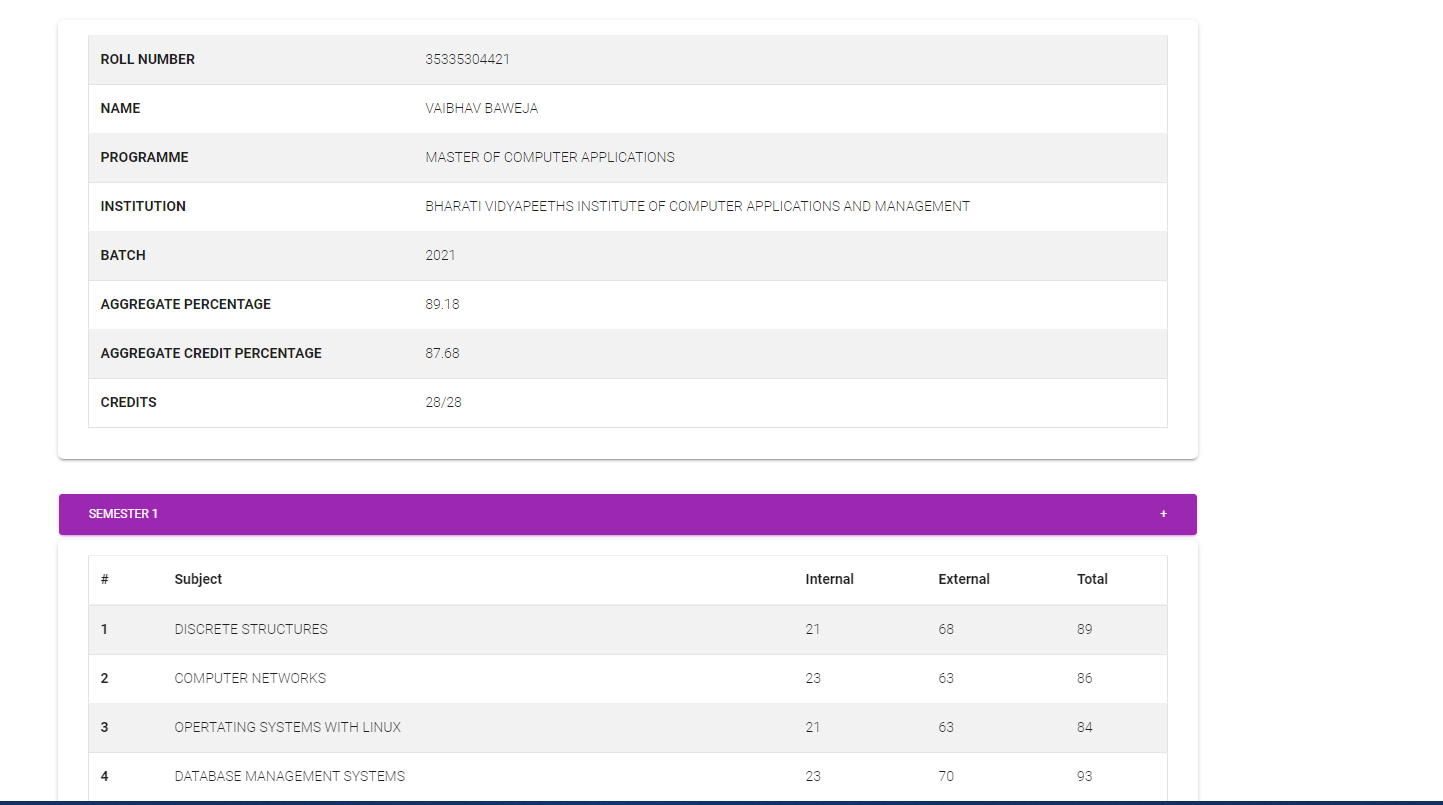 ROLL NUMBER 35335304421
NAME VAIBHAV BAWEJA
PROGRAMME MASTER OF COMPUTER APPLICATIONS
INSTITUTION BHARATI VIDYAPEETHS INSTITUTE OF COMPUTER APPLICATIONS AND MANAGEMENT
BATCH 2021
AGGREGATE PERCENTAGE 89.18
AGGREGATE CREDIT PERCENTAGE 87.68
CREDITS 28/28
SEMESTER 1 +
# Subject Internal External Total
1 DISCRETE STRUCTURES 21 68 89
2 COMPUTER NETWORKS 23 63 86
3 OPERTATING SYSTEMS WITH LINUX 21 63 84
4 DATABASE MANAGEMENT SYSTEMS 23 70 93